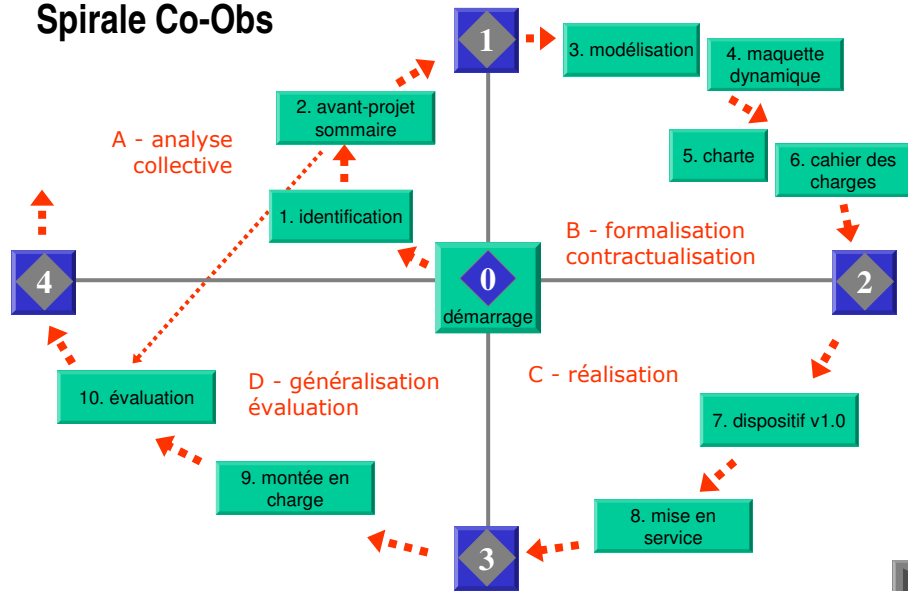 Spirale Co-Obs
1
3. modélisation
4. maquette
dynamique
2. avant-projet
sommaire
A - analyse
collective
5. charte
6. cahier des
charges
1. identification
B - formalisation
contractualisation
4
0
démarrage
2
C - réalisation
D - généralisation
évaluation
10. évaluation
7. dispositif v1.0
9. montée en
charge
8. mise en
service
3